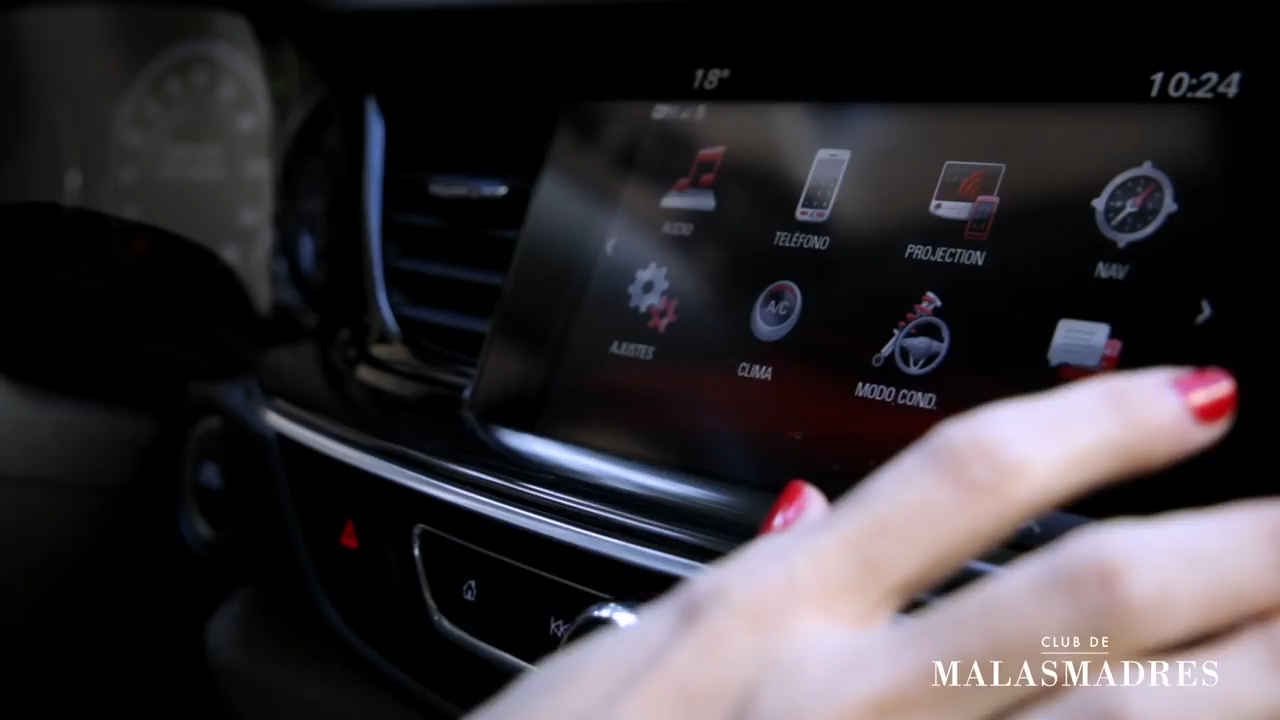 18°
10:24
AUDIO
TELÉFONO
PROJECTION
NAV
AJUSTES
A/C
CLIMA
MODO COND.
CLUB DE
MALASMADRES